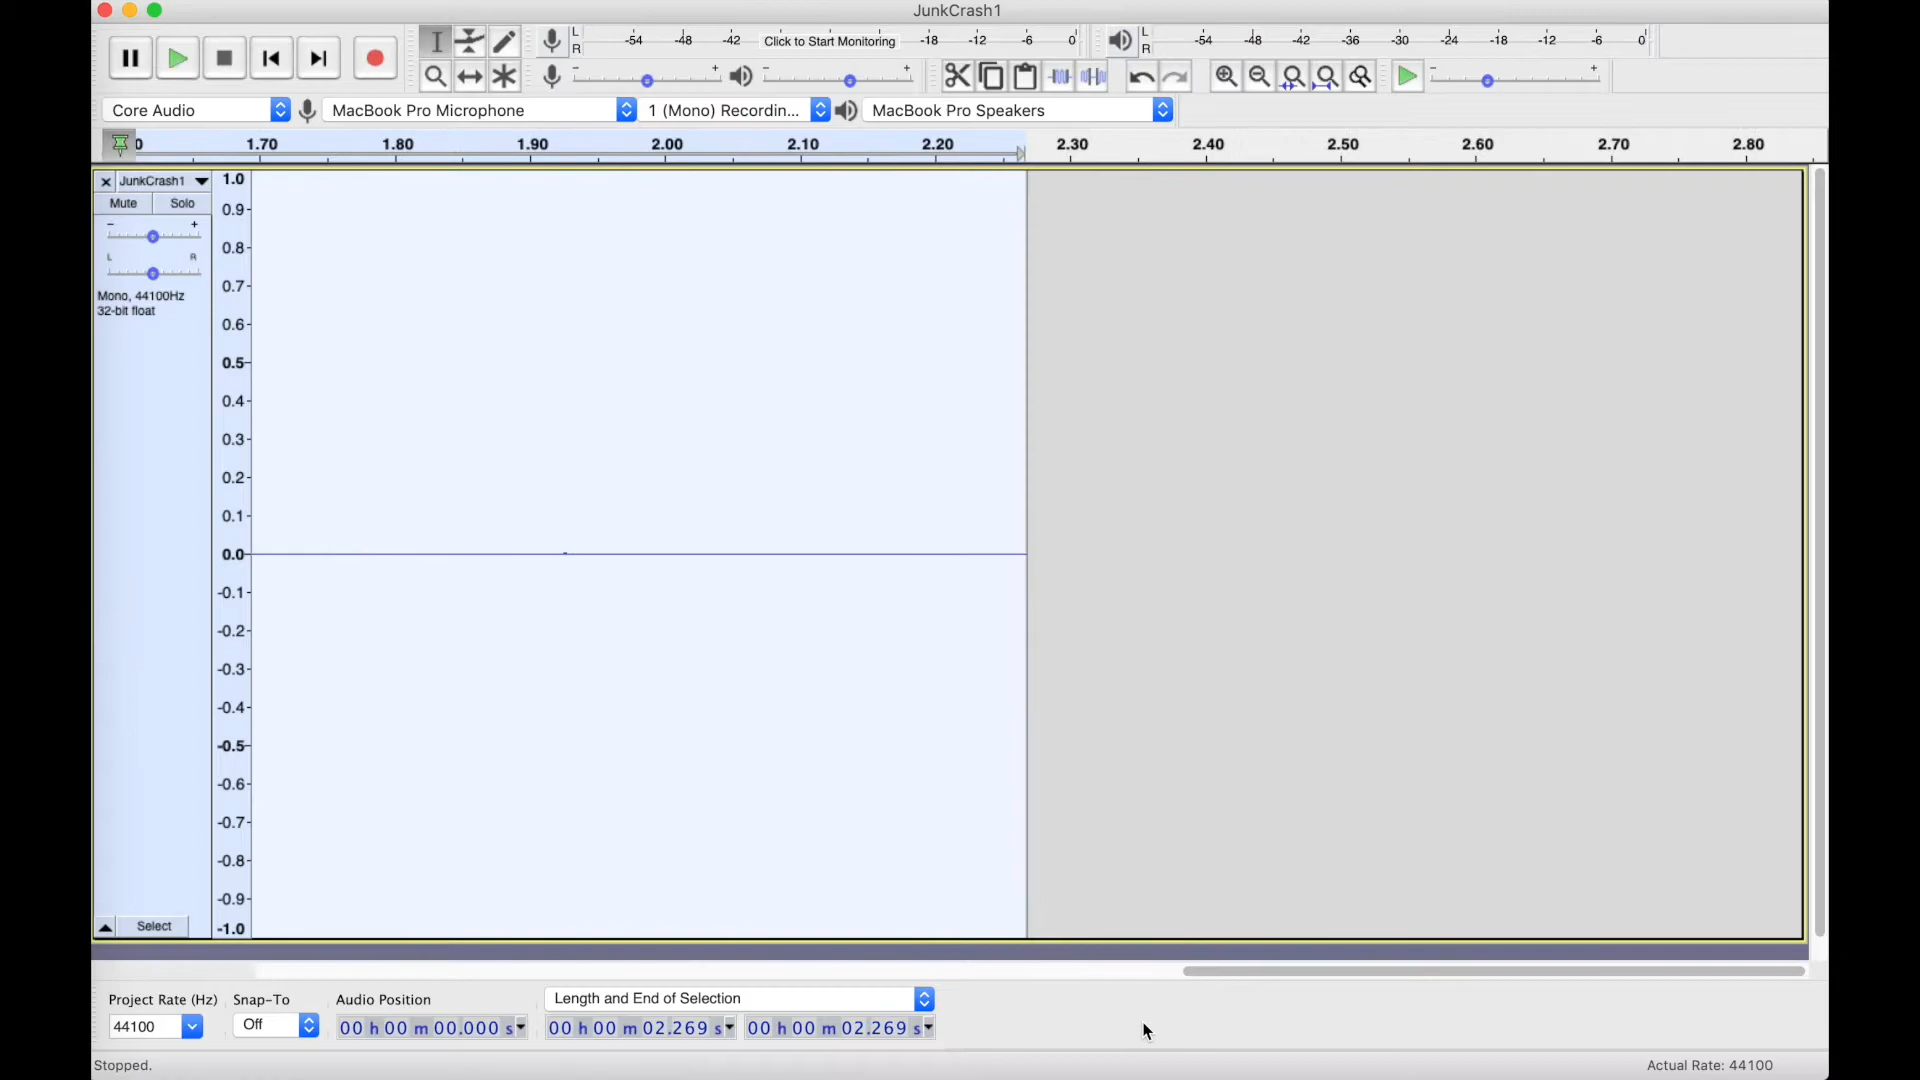 JunkCrash1
L
R
-54 -48 -42 Click to Start Monitoring -18 -12 -6 0
L
R
-54 -48 -42 -36 -30 -24 -18 -12 -6 0
- +
- +
- +
Core Audio MacBook Pro Microphone 1 (Mono) Recordin... MacBook Pro Speakers
0 1.70 1.80 1.90 2.00 2.10 2.20 2.30 2.40 2.50 2.60 2.70 2.80
JunkCrash1
Mute Solo
- +
L R
Mono, 44100Hz
32-bit float
1.0
0.9
0.8
0.7
0.6
0.5
0.4
0.3
0.2
0.1
0.0
-0.1
-0.2
-0.3
-0.4
-0.5
-0.6
-0.7
-0.8
-0.9
-1.0
Select
Project Rate (Hz) Snap-To Audio Position Length and End of Selection
44100 Off 00 h 00 m 00.000 s 00 h 00 m 02.269 s 00 h 00 m 02.269 s
Stopped. Actual Rate: 44100